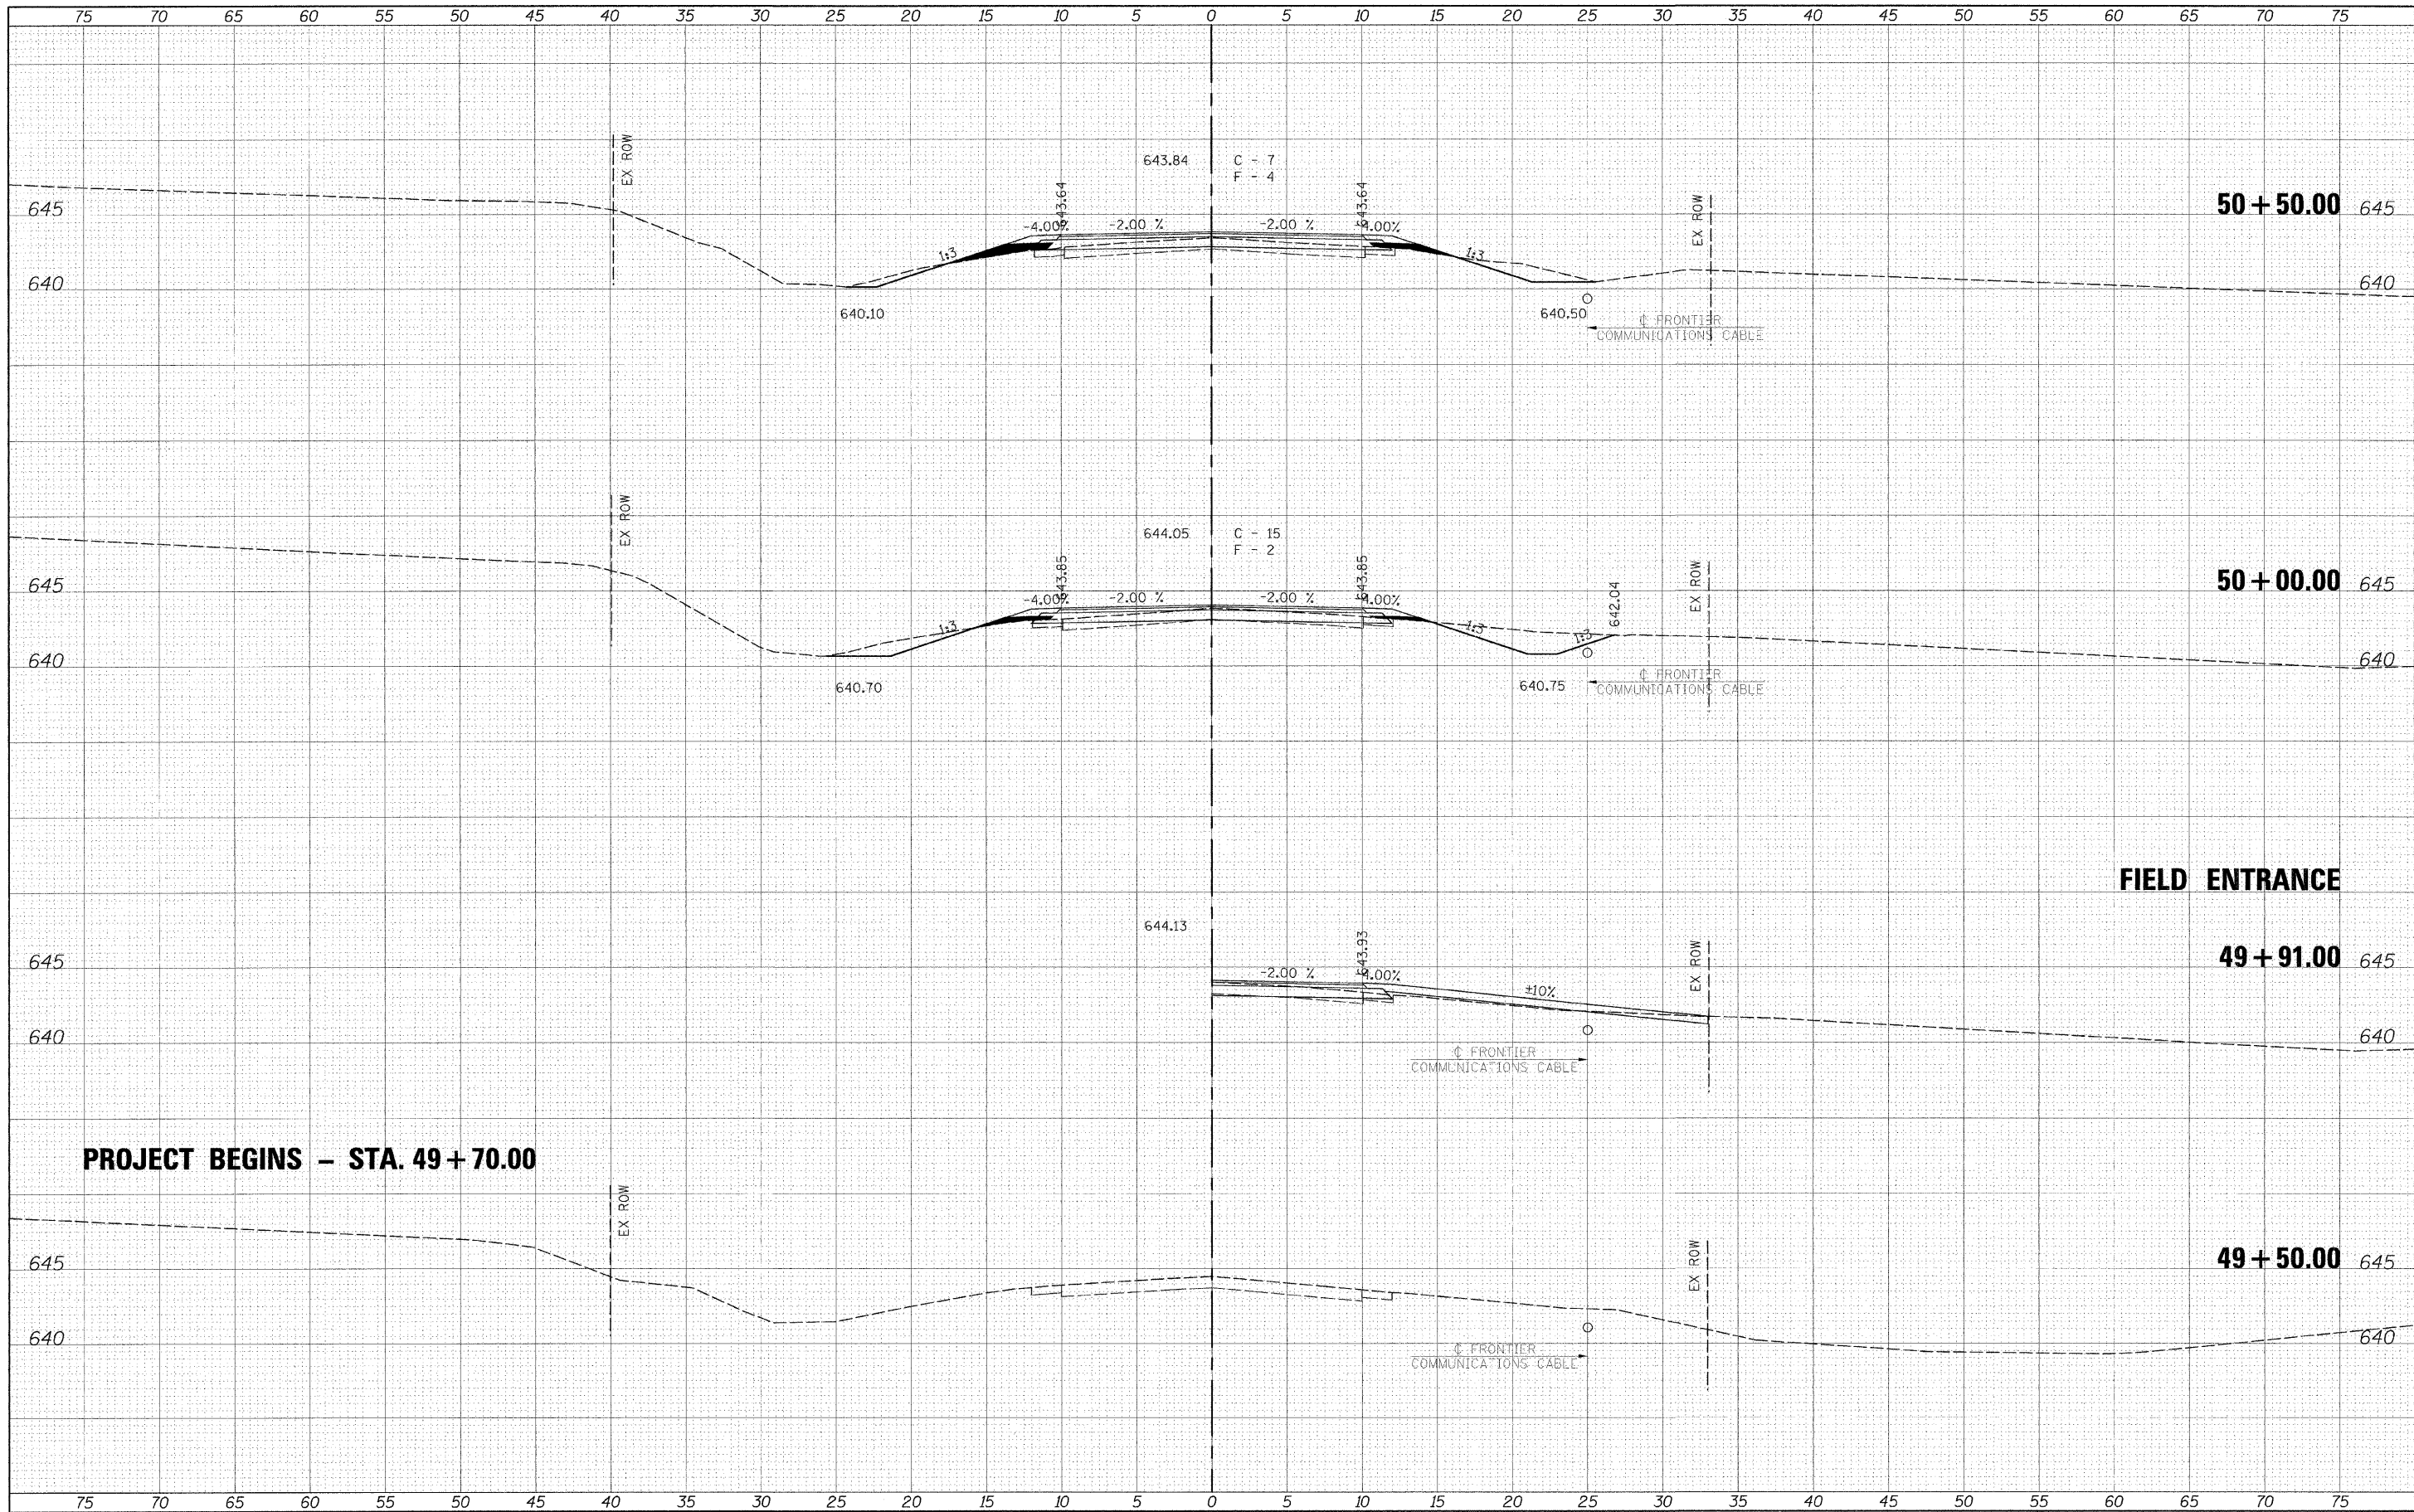 75 70 65 60 55 50 45 40 35 30 25 20 15 10 5 0 5 10 15 20 25 30 35 40 45 50 55 60 65 70 75
EX ROW
643.84
C - 7
F - 4
643.64
643.64
EX ROW
50+50.00
645
645
-4.00%
-2.00 %
-2.00 %
4.00%
1:3
1:3
640
640
640.10
640.50
℄ FRONTIER
COMMUNICATIONS CABLE
EX ROW
644.05
C - 15
F - 2
643.85
643.85
642.04
EX ROW
50+00.00
645
645
-4.00%
-2.00 %
-2.00 %
4.00%
1:3
1:3
1:3
640
640
640.70
640.75
℄ FRONTIER
COMMUNICATIONS CABLE
FIELD ENTRANCE
644.13
643.93
EX ROW
49+91.00
645
645
-2.00 %
4.00%
±10%
640
640
℄ FRONTIER
COMMUNICATIONS CABLE
PROJECT BEGINS – STA. 49+70.00
EX ROW
EX ROW
49+50.00
645
645
640
640
℄ FRONTIER
COMMUNICATIONS CABLE
75 70 65 60 55 50 45 40 35 30 25 20 15 10 5 0 5 10 15 20 25 30 35 40 45 50 55 60 65 70 75